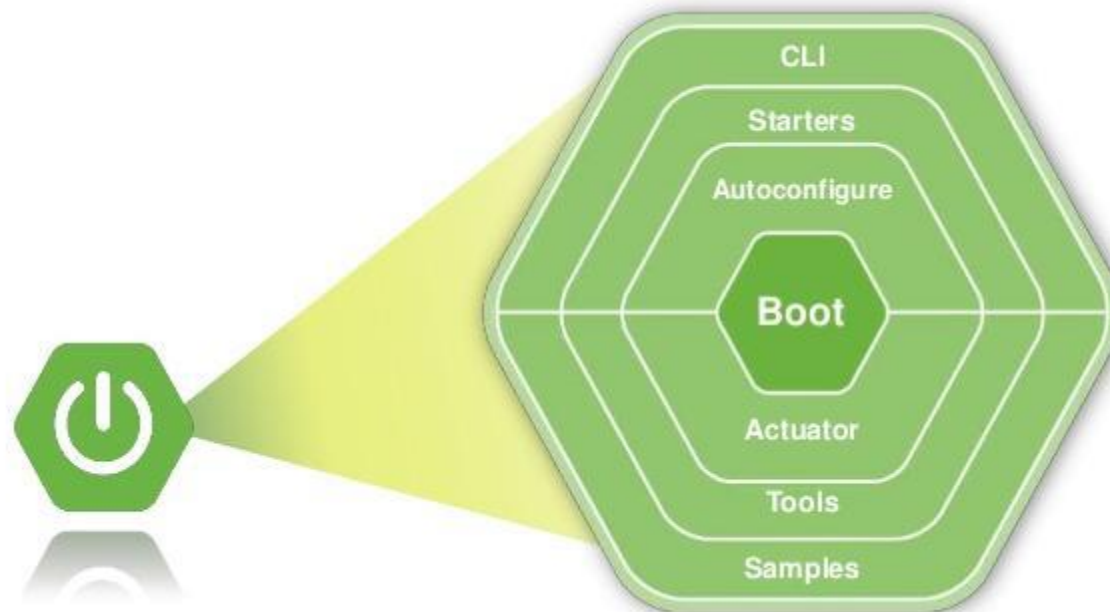 CLI
Starters
Autoconfigure
Boot
Actuator
Tools
Samples